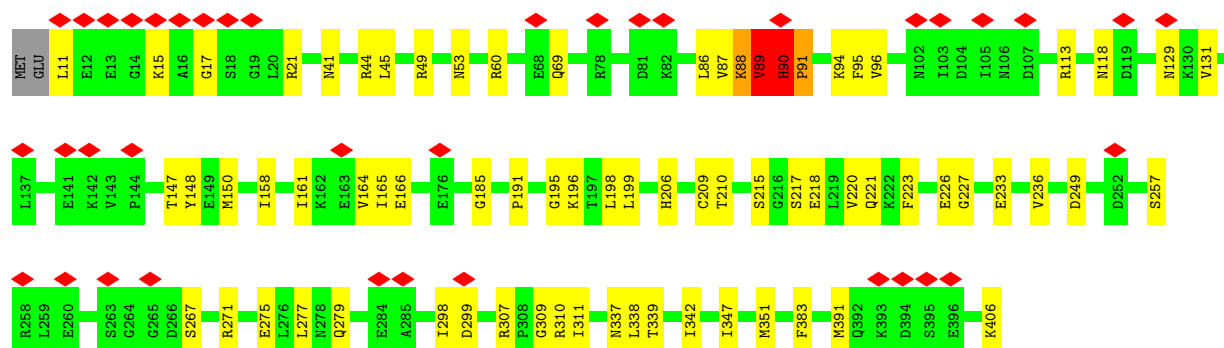 MET GLU L11 E12 E13 G14 K15 A16 G17 S18 G19 L20 R21 N41 R44 L45 R49 N53 R60 E68 Q69 R78 D81 K82 L86 V87 K88 V89 H90 P91 K94 F95 V96 N102 I103 D104 I105 N106 D107 R113 N118 D119 N129 K130 V131
L137 E141 K142 V143 P144 T147 Y148 E149 M150 I158 I161 K162 E163 V164 I165 E166 E176 G185 P191 G195 K196 T197 L198 L199 H206 C209 T210 S215 G216 S217 E218 L219 V220 Q221 K222 F223 E226 G227 E233 V236 D249 D252 S257
R258 L259 E260 S263 G264 G265 D266 S267 R271 E275 L276 L277 N278 Q279 E284 A285 I298 D299 R307 P308 G309 R310 I311 N337 L338 T339 I342 I347 M351 F383 M391 Q392 K393 D394 S395 E396 K406